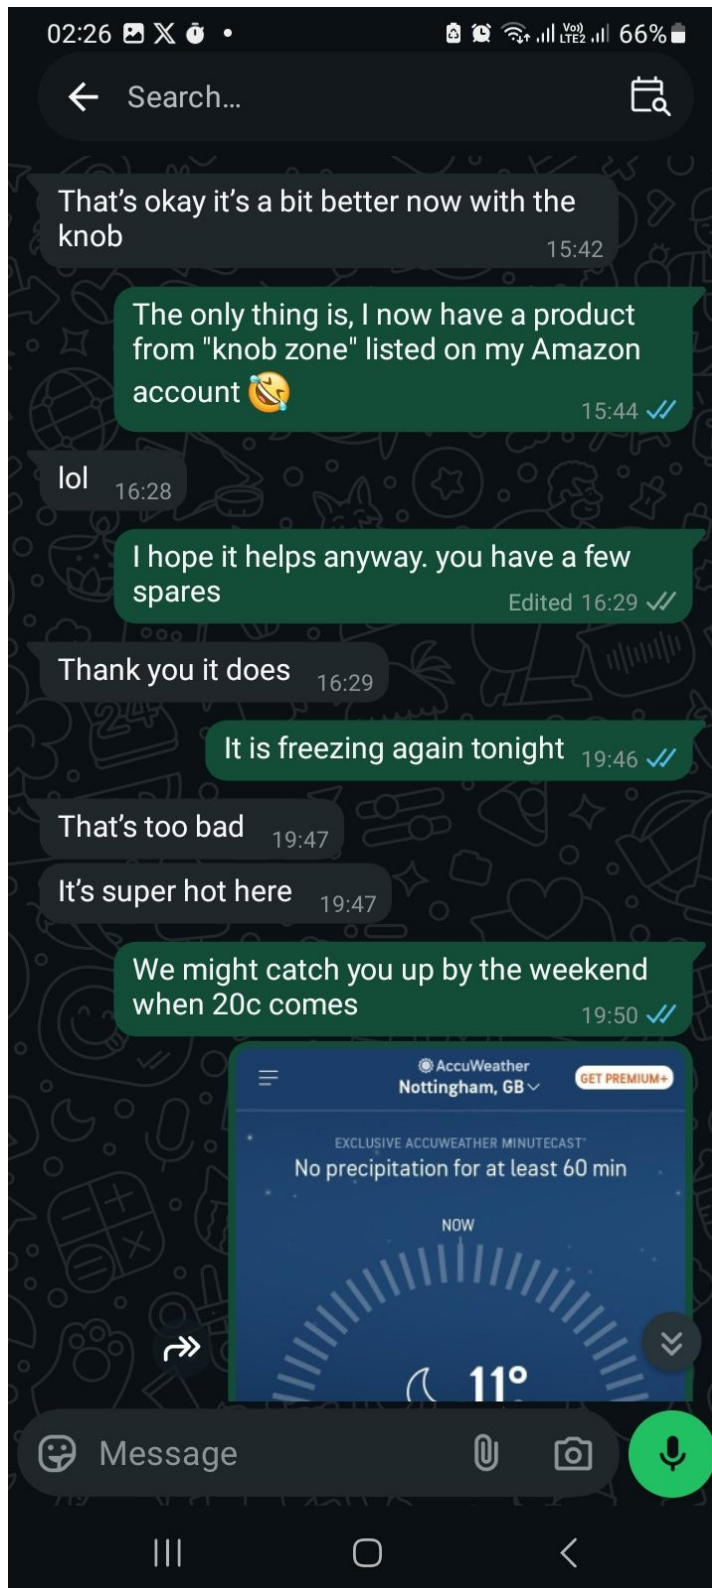 02:26
Vo))
LTE2
66%
Search...
That's okay it's a bit better now with the
knob
15:42
The only thing is, I now have a product
from "knob zone" listed on my Amazon
account 🤣
15:44
lol
16:28
I hope it helps anyway. you have a few
spares
Edited 16:29
Thank you it does
16:29
It is freezing again tonight
19:46
That's too bad
19:47
It's super hot here
19:47
We might catch you up by the weekend
when 20c comes
19:50
AccuWeather
Nottingham, GB
GET PREMIUM+
EXCLUSIVE ACCUWEATHER MINUTECAST
No precipitation for at least 60 min
NOW
11°
Message